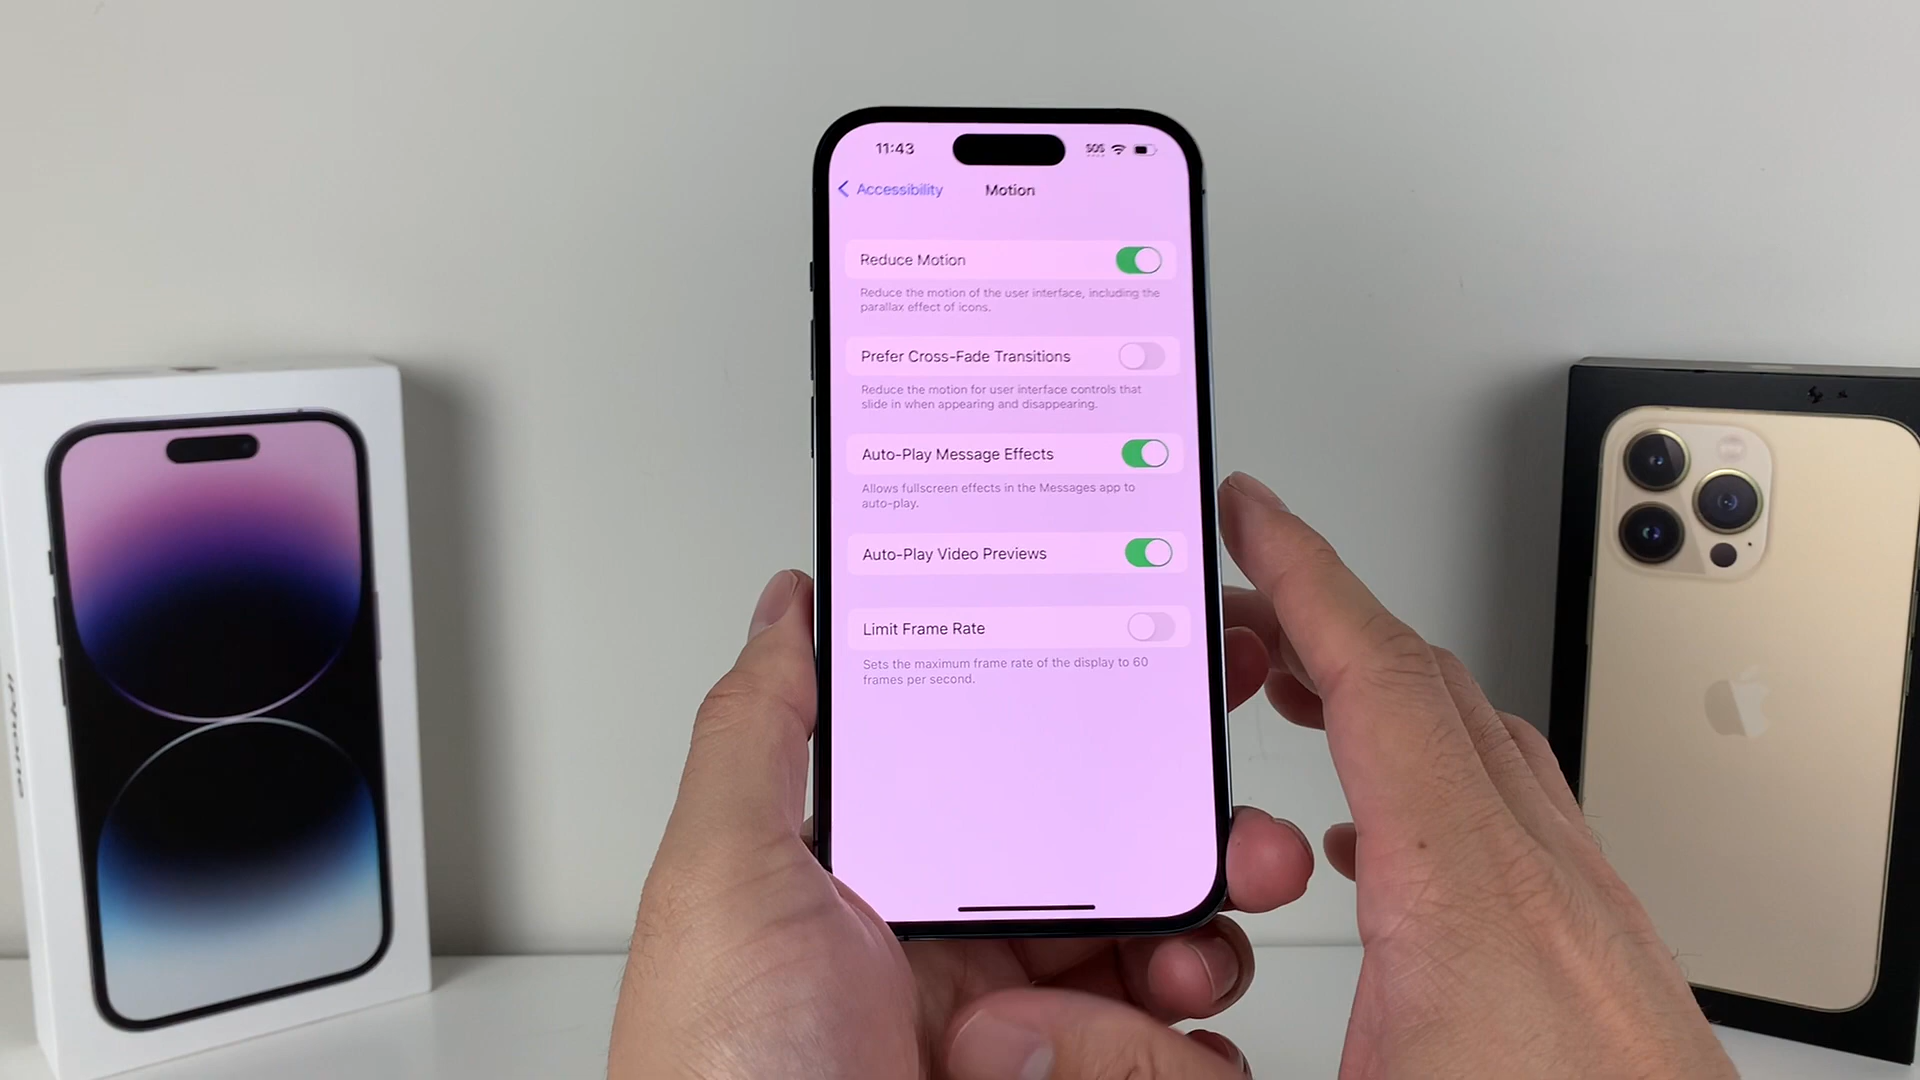 11:43
SOS
Accessibility
Motion
Reduce Motion
Reduce the motion of the user interface, including the
parallax effect of icons.
Prefer Cross-Fade Transitions
Reduce the motion for user interface controls that
slide in when appearing and disappearing.
Auto-Play Message Effects
Allows fullscreen effects in the Messages app to
auto-play.
Auto-Play Video Previews
Limit Frame Rate
Sets the maximum frame rate of the display to 60
frames per second.
iPhone